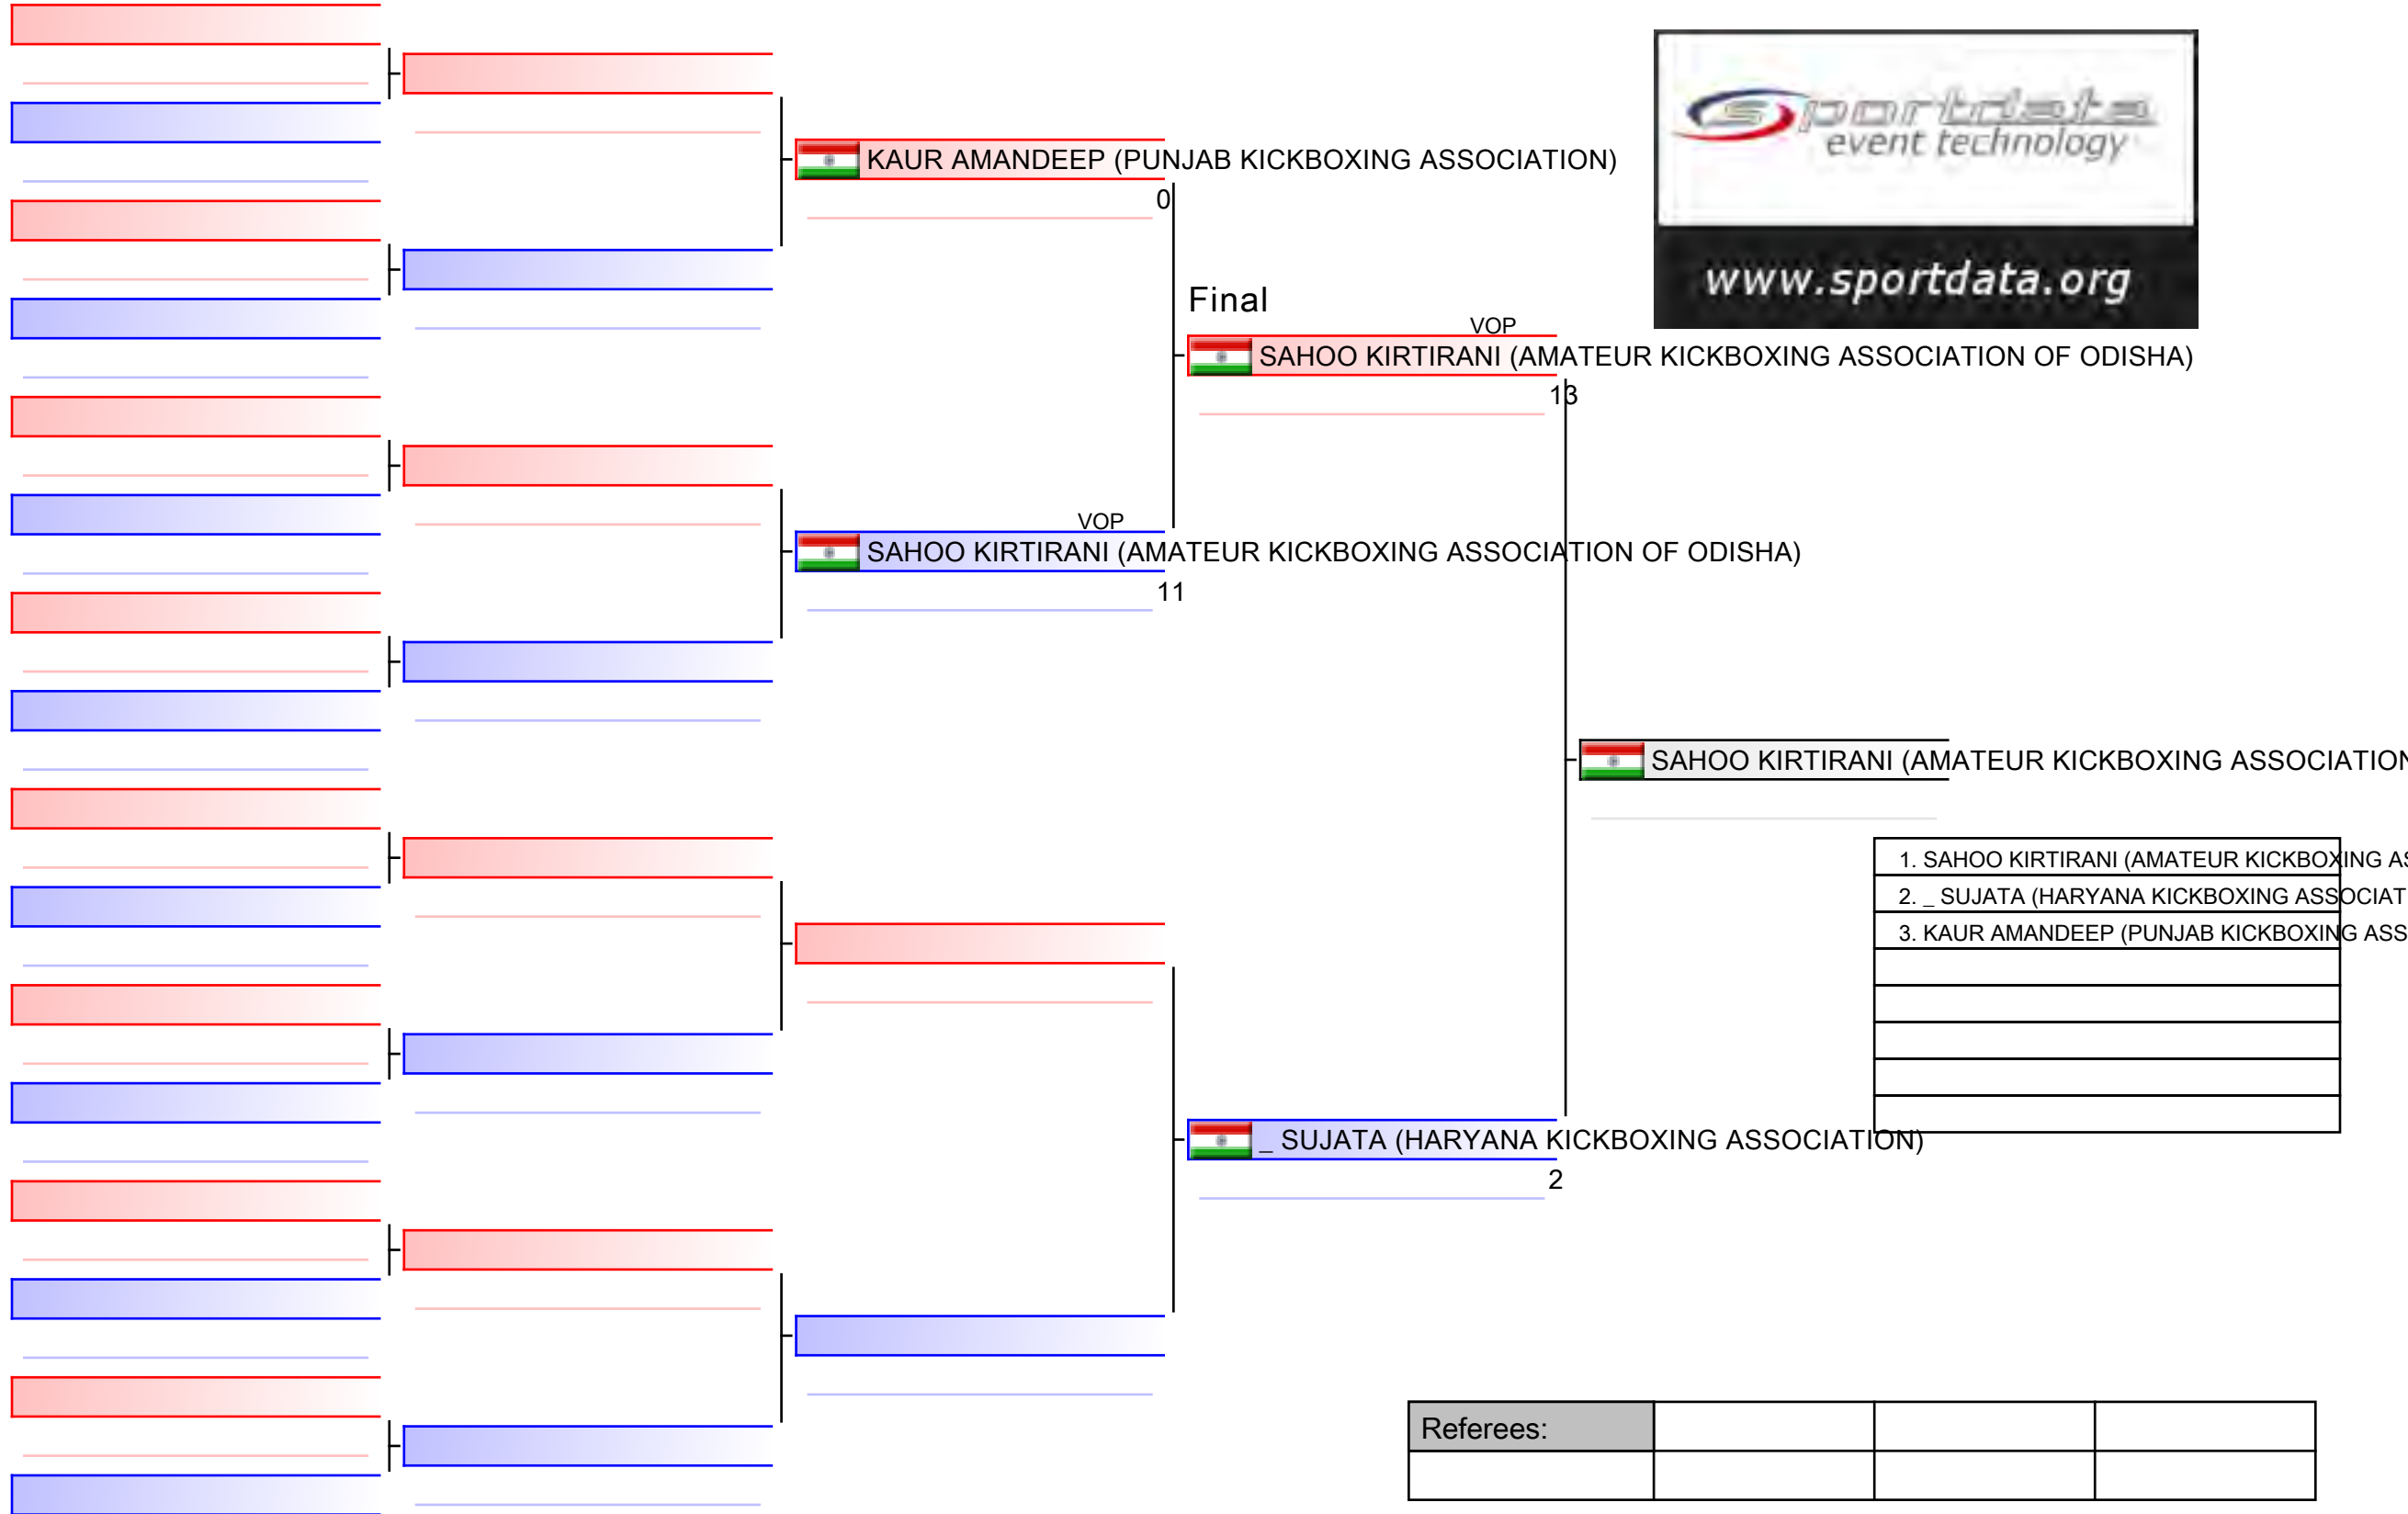 sportdata
event technology
www.sportdata.org
KAUR AMANDEEP (PUNJAB KICKBOXING ASSOCIATION)
0
Final
VOP
SAHOO KIRTIRANI (AMATEUR KICKBOXING ASSOCIATION OF ODISHA)
13
VOP
SAHOO KIRTIRANI (AMATEUR KICKBOXING ASSOCIATION OF ODISHA)
11
SAHOO KIRTIRANI (AMATEUR KICKBOXING ASSOCIATION
1. SAHOO KIRTIRANI (AMATEUR KICKBOXING AS
2. _ SUJATA (HARYANA KICKBOXING ASSOCIAT
3. KAUR AMANDEEP (PUNJAB KICKBOXING ASS
_ SUJATA (HARYANA KICKBOXING ASSOCIATION)
2
Referees: